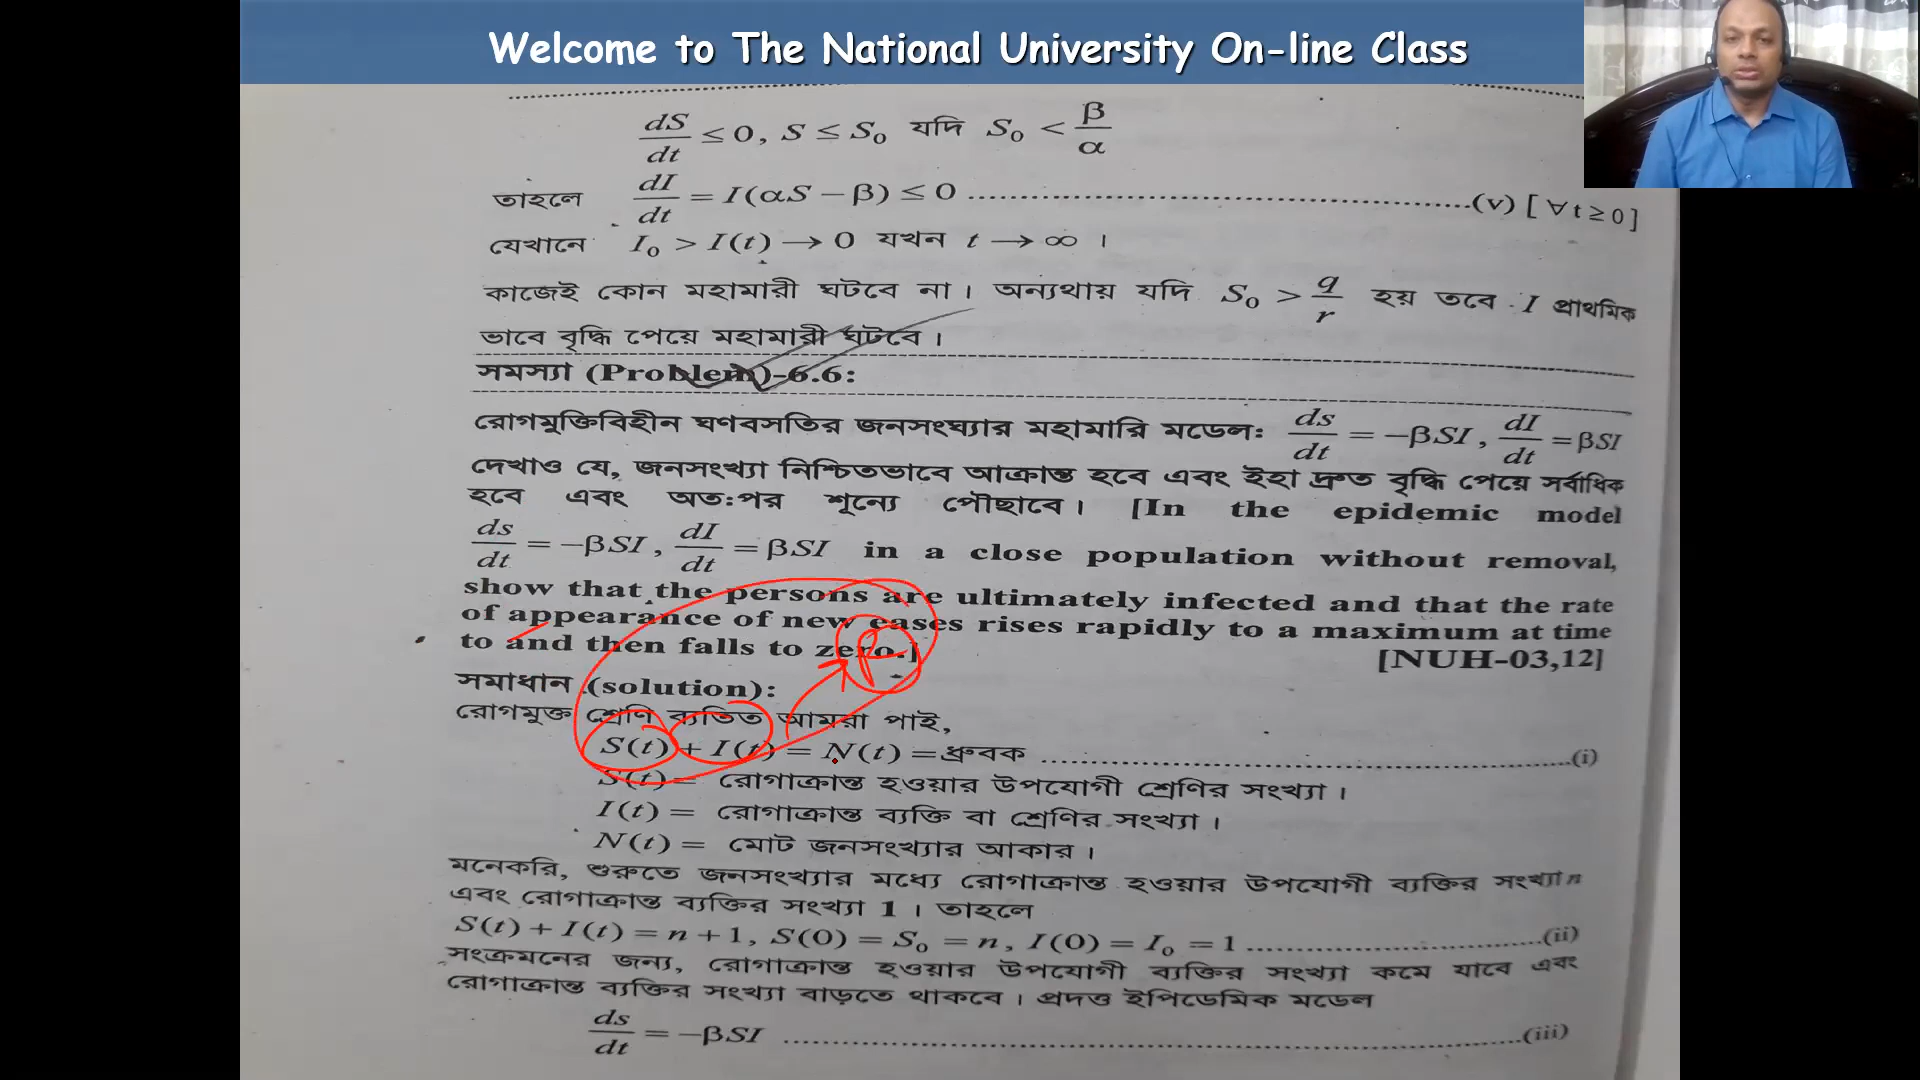 Welcome to The National University On-line Class
dS/dt ≤ 0, S ≤ S₀ যদি S₀ < β/α
তাহলে dI/dt = I(αS − β) ≤ 0 ........(v) [ ∀t ≥ 0]
যেখানে I₀ > I(t) → 0 যখন t → ∞ ।
কাজেই কোন মহামারী ঘটবে না। অন্যথায় যদি S₀ > q/r হয় তবে I প্রাথমিক
ভাবে বৃদ্ধি পেয়ে মহামারী ঘটবে।
সমস্যা (Problem)-6.6:
রোগমুক্তিবিহীন ঘণবসতির জনসংঘ্যার মহামারি মডেলঃ ds/dt = −βSI, dI/dt = βSI
দেখাও যে, জনসংখ্যা নিশ্চিতভাবে আক্রান্ত হবে এবং ইহা দ্রুত বৃদ্ধি পেয়ে সর্বাধিক
হবে এবং অতঃপর শূন্যে পৌছাবে। [In the epidemic model
ds/dt = −βSI, dI/dt = βSI in a close population without removal,
show that the persons are ultimately infected and that the rate
of appearance of new cases rises rapidly to a maximum at time
to and then falls to zero.]
R
[NUH-03,12]
সমাধান (solution):
রোগমুক্ত শ্রেণি ব্যতিত আমরা পাই,
S(t) + I(t) = N(t) = ধ্রুবক ........(i)
S(t) = রোগাক্রান্ত হওয়ার উপযোগী শ্রেণির সংখ্যা।
I(t) = রোগাক্রান্ত ব্যক্তি বা শ্রেণির সংখ্যা।
N(t) = মোট জনসংখ্যার আকার।
মনেকরি, শুরুতে জনসংখ্যার মধ্যে রোগাক্রান্ত হওয়ার উপযোগী ব্যক্তির সংখ্যা n
এবং রোগাক্রান্ত ব্যক্তির সংখ্যা 1 । তাহলে
S(t) + I(t) = n + 1, S(0) = S₀ = n, I(0) = I₀ = 1 ........(ii)
সংক্রমনের জন্য, রোগাক্রান্ত হওয়ার উপযোগী ব্যক্তির সংখ্যা কমে যাবে এবং
রোগাক্রান্ত ব্যক্তির সংখ্যা বাড়তে থাকবে। প্রদত্ত ইপিডেমিক মডেল
ds/dt = −βSI ........(iii)